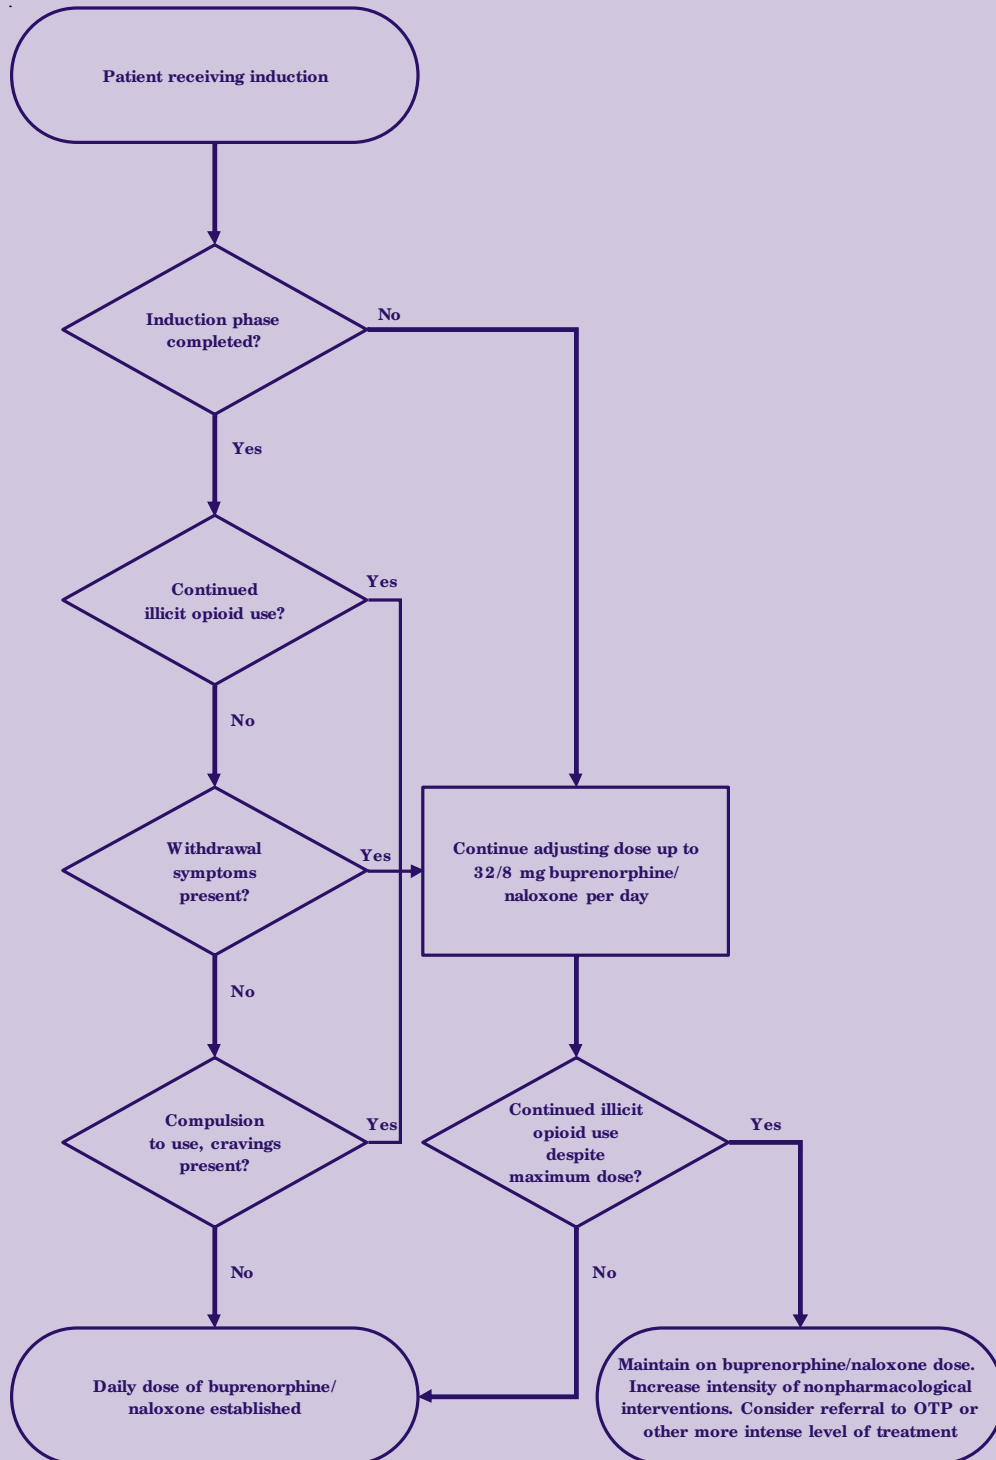 Patient receiving induction
Induction phase
completed?
No
Yes
Continued
illicit opioid use?
Yes
No
Withdrawal
symptoms
present?
Yes
Continue adjusting dose up to
32/8 mg buprenorphine/
naloxone per day
No
Compulsion
to use, cravings
present?
Yes
Continued illicit
opioid use
despite
maximum dose?
Yes
No
No
Daily dose of buprenorphine/
naloxone established
Maintain on buprenorphine/naloxone dose.
Increase intensity of nonpharmacological
interventions. Consider referral to OTP or
other more intense level of treatment